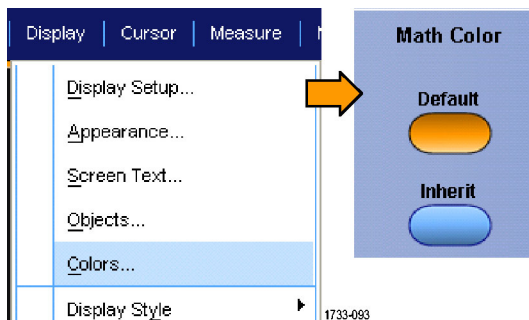 Display Cursor Measure
Display Setup...
Appearance...
Screen Text...
Objects...
Colors...
Display Style
Math Color
Default
Inherit
1733-093